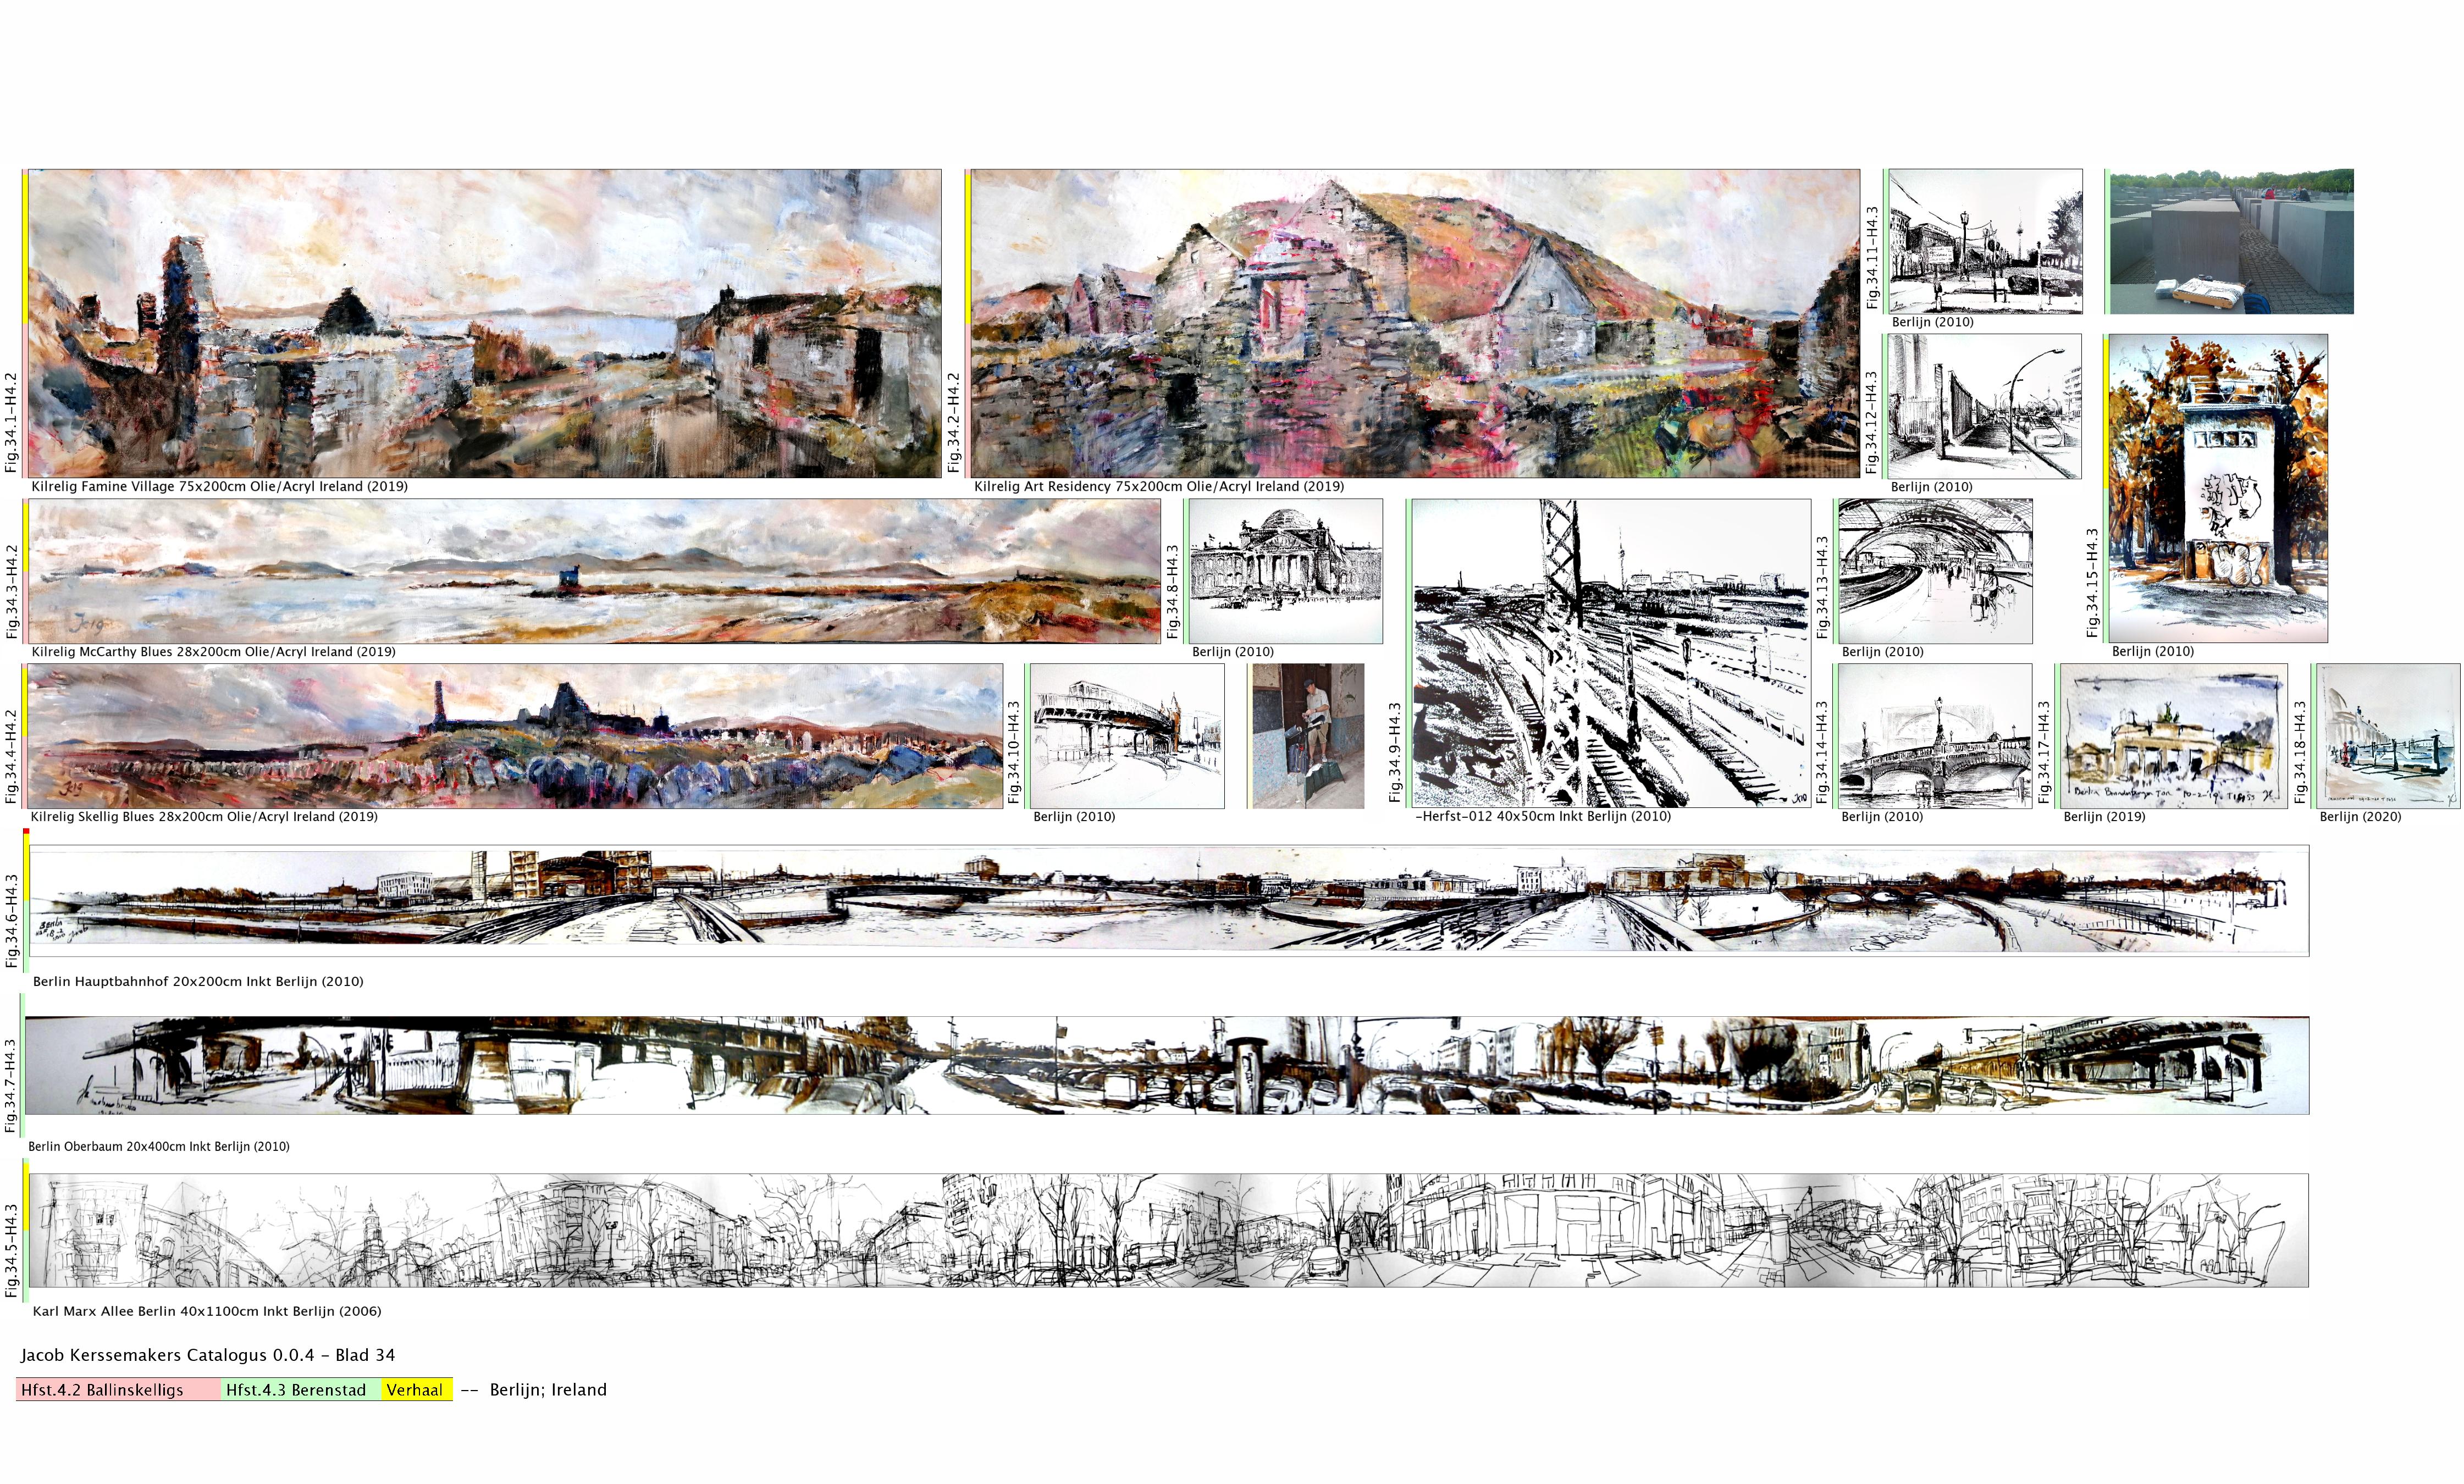 Fig.34.1-H4.2
Kilrelig Famine Village 75x200cm Olie/Acryl Ireland (2019)
Fig.34.2-H4.2
Kilrelig Art Residency 75x200cm Olie/Acryl Ireland (2019)
Fig.34.11-H4.3
Berlijn (2010)
Fig.34.12-H4.3
Berlijn (2010)
Fig.34.15-H4.3
Berlijn (2010)
Fig.34.3-H4.2
Kilrelig McCarthy Blues 28x200cm Olie/Acryl Ireland (2019)
Fig.34.8-H4.3
Berlijn (2010)
Fig.34.9-H4.3
-Herfst-012 40x50cm Inkt Berlijn (2010)
Fig.34.13-H4.3
Berlijn (2010)
Fig.34.4-H4.2
Kilrelig Skellig Blues 28x200cm Olie/Acryl Ireland (2019)
Fig.34.10-H4.3
Berlijn (2010)
Fig.34.14-H4.3
Berlijn (2010)
Fig.34.17-H4.3
Berlijn (2019)
Fig.34.18-H4.3
Berlijn (2020)
Fig.34.6-H4.3
Berlin Hauptbahnhof 20x200cm Inkt Berlijn (2010)
Fig.34.7-H4.3
Berlin Oberbaum 20x400cm Inkt Berlijn (2010)
Fig.34.5-H4.3
Karl Marx Allee Berlin 40x1100cm Inkt Berlijn (2006)
Jacob Kerssemakers Catalogus 0.0.4 - Blad 34
Hfst.4.2 Ballinskelligs Hfst.4.3 Berenstad Verhaal -- Berlijn; Ireland